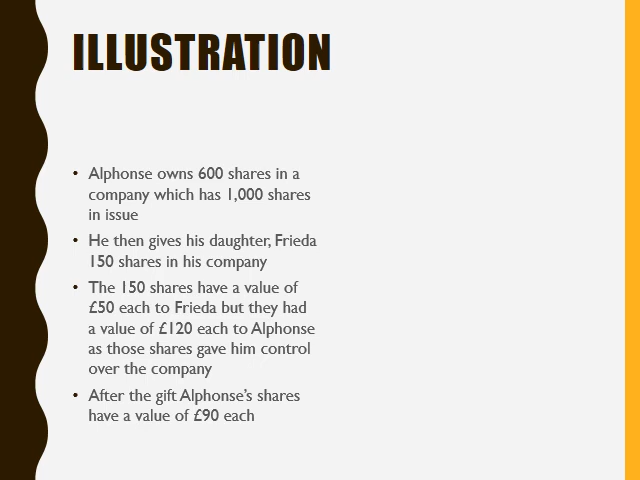 ILLUSTRATION
• Alphonse owns 600 shares in a
company which has 1,000 shares
in issue
• He then gives his daughter, Frieda
150 shares in his company
• The 150 shares have a value of
£50 each to Frieda but they had
a value of £120 each to Alphonse
as those shares gave him control
over the company
• After the gift Alphonse's shares
have a value of £90 each